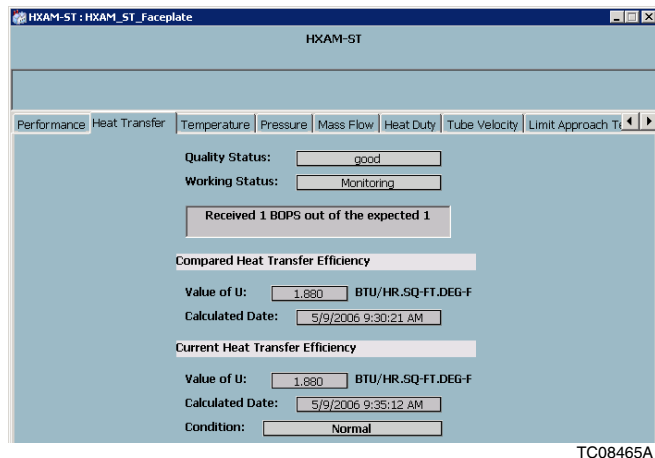 HXAM-ST : HXAM_ST_Faceplate
HXAM-ST
Performance Heat Transfer Temperature Pressure Mass Flow Heat Duty Tube Velocity Limit Approach Te
Quality Status: good
Working Status: Monitoring
Received 1 BOPS out of the expected 1
Compared Heat Transfer Efficiency
Value of U: 1.880 BTU/HR.SQ-FT.DEG-F
Calculated Date: 5/9/2006 9:30:21 AM
Current Heat Transfer Efficiency
Value of U: 1.880 BTU/HR.SQ-FT.DEG-F
Calculated Date: 5/9/2006 9:35:12 AM
Condition: Normal
TC08465A